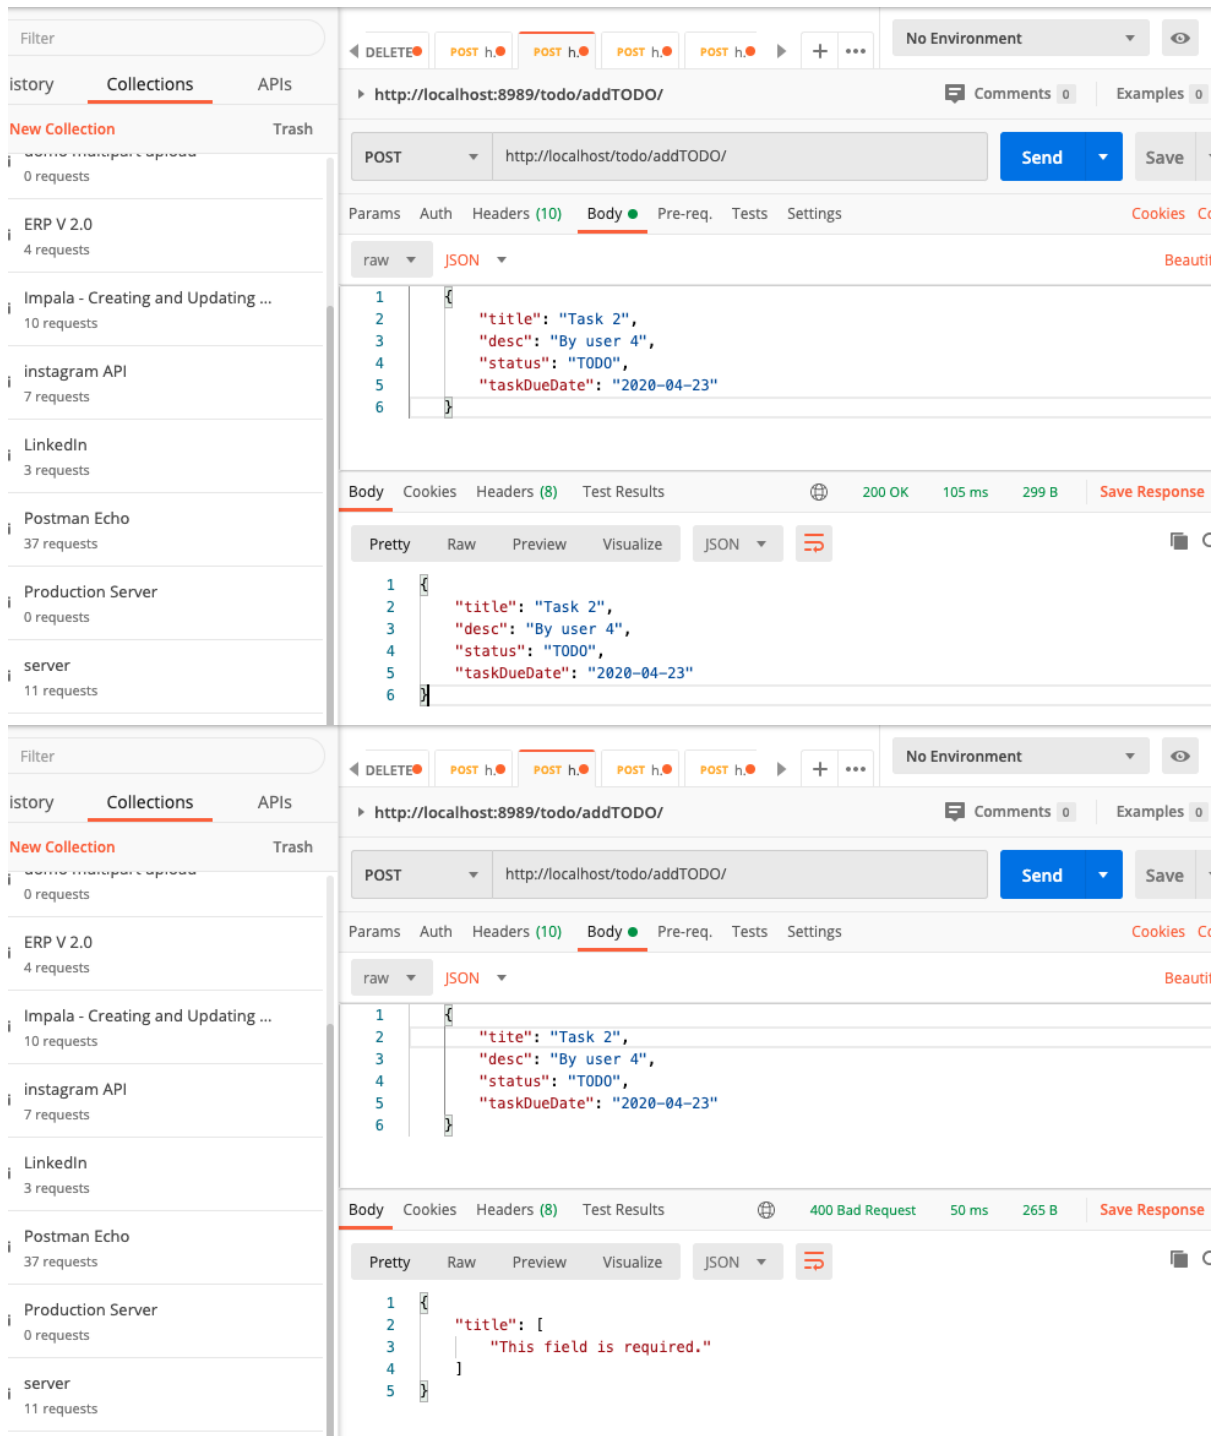 Filter
istory Collections APIs
New Collection Trash
domo multipart upload
0 requests
ERP V 2.0
4 requests
Impala - Creating and Updating ...
10 requests
instagram API
7 requests
LinkedIn
3 requests
Postman Echo
37 requests
Production Server
0 requests
server
11 requests
DELETE POST h. POST h. POST h. POST h. + ••• No Environment
http://localhost:8989/todo/addTODO/ Comments 0 Examples 0
POST http://localhost/todo/addTODO/ Send Save
Params Auth Headers (10) Body Pre-req. Tests Settings Cookies Co
raw JSON Beautif
1 {
2 "title": "Task 2",
3 "desc": "By user 4",
4 "status": "TODO",
5 "taskDueDate": "2020-04-23"
6 }
Body Cookies Headers (8) Test Results 200 OK 105 ms 299 B Save Response
Pretty Raw Preview Visualize JSON
1 {
2 "title": "Task 2",
3 "desc": "By user 4",
4 "status": "TODO",
5 "taskDueDate": "2020-04-23"
6 }
Filter
istory Collections APIs
New Collection Trash
domo multipart upload
0 requests
ERP V 2.0
4 requests
Impala - Creating and Updating ...
10 requests
instagram API
7 requests
LinkedIn
3 requests
Postman Echo
37 requests
Production Server
0 requests
server
11 requests
DELETE POST h. POST h. POST h. POST h. + ••• No Environment
http://localhost:8989/todo/addTODO/ Comments 0 Examples 0
POST http://localhost/todo/addTODO/ Send Save
Params Auth Headers (10) Body Pre-req. Tests Settings Cookies Co
raw JSON Beautif
1 {
2 "tite": "Task 2",
3 "desc": "By user 4",
4 "status": "TODO",
5 "taskDueDate": "2020-04-23"
6 }
Body Cookies Headers (8) Test Results 400 Bad Request 50 ms 265 B Save Response
Pretty Raw Preview Visualize JSON
1 {
2 "title": [
3 "This field is required."
4 ]
5 }